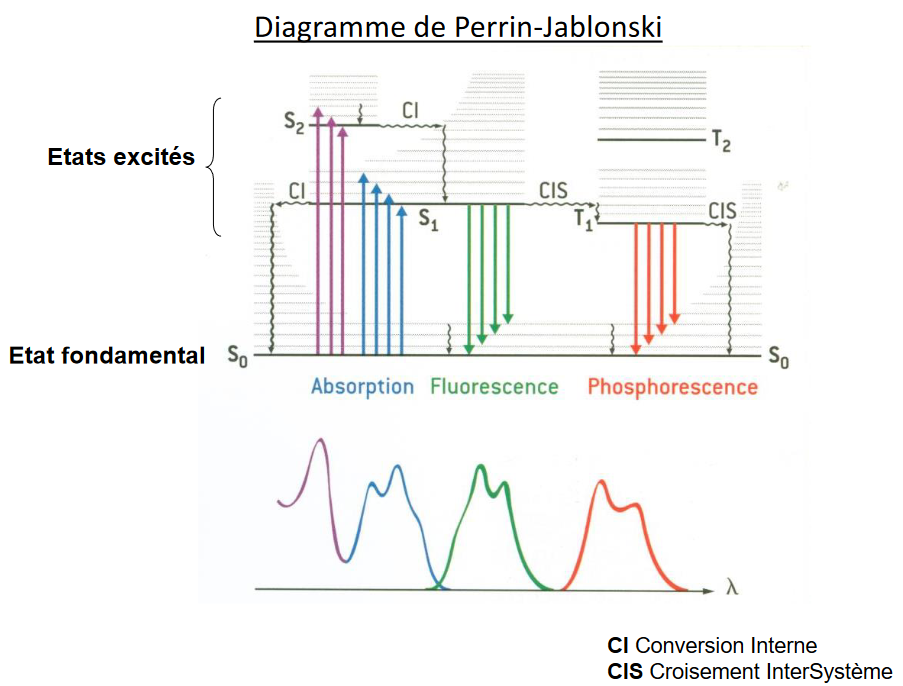 Diagramme de Perrin-Jablonski
S2
CI
T2
Etats excités
CI
S1
CIS
T1
CIS
Etat fondamental
S0
S0
Absorption
Fluorescence
Phosphorescence
λ
CI Conversion Interne
CIS Croisement InterSystème